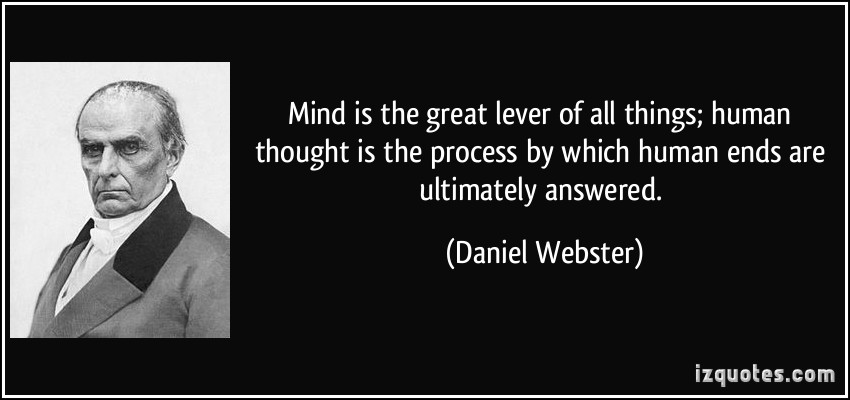 Mind is the great lever of all things; human
thought is the process by which human ends are
ultimately answered.
(Daniel Webster)
izquotes.com